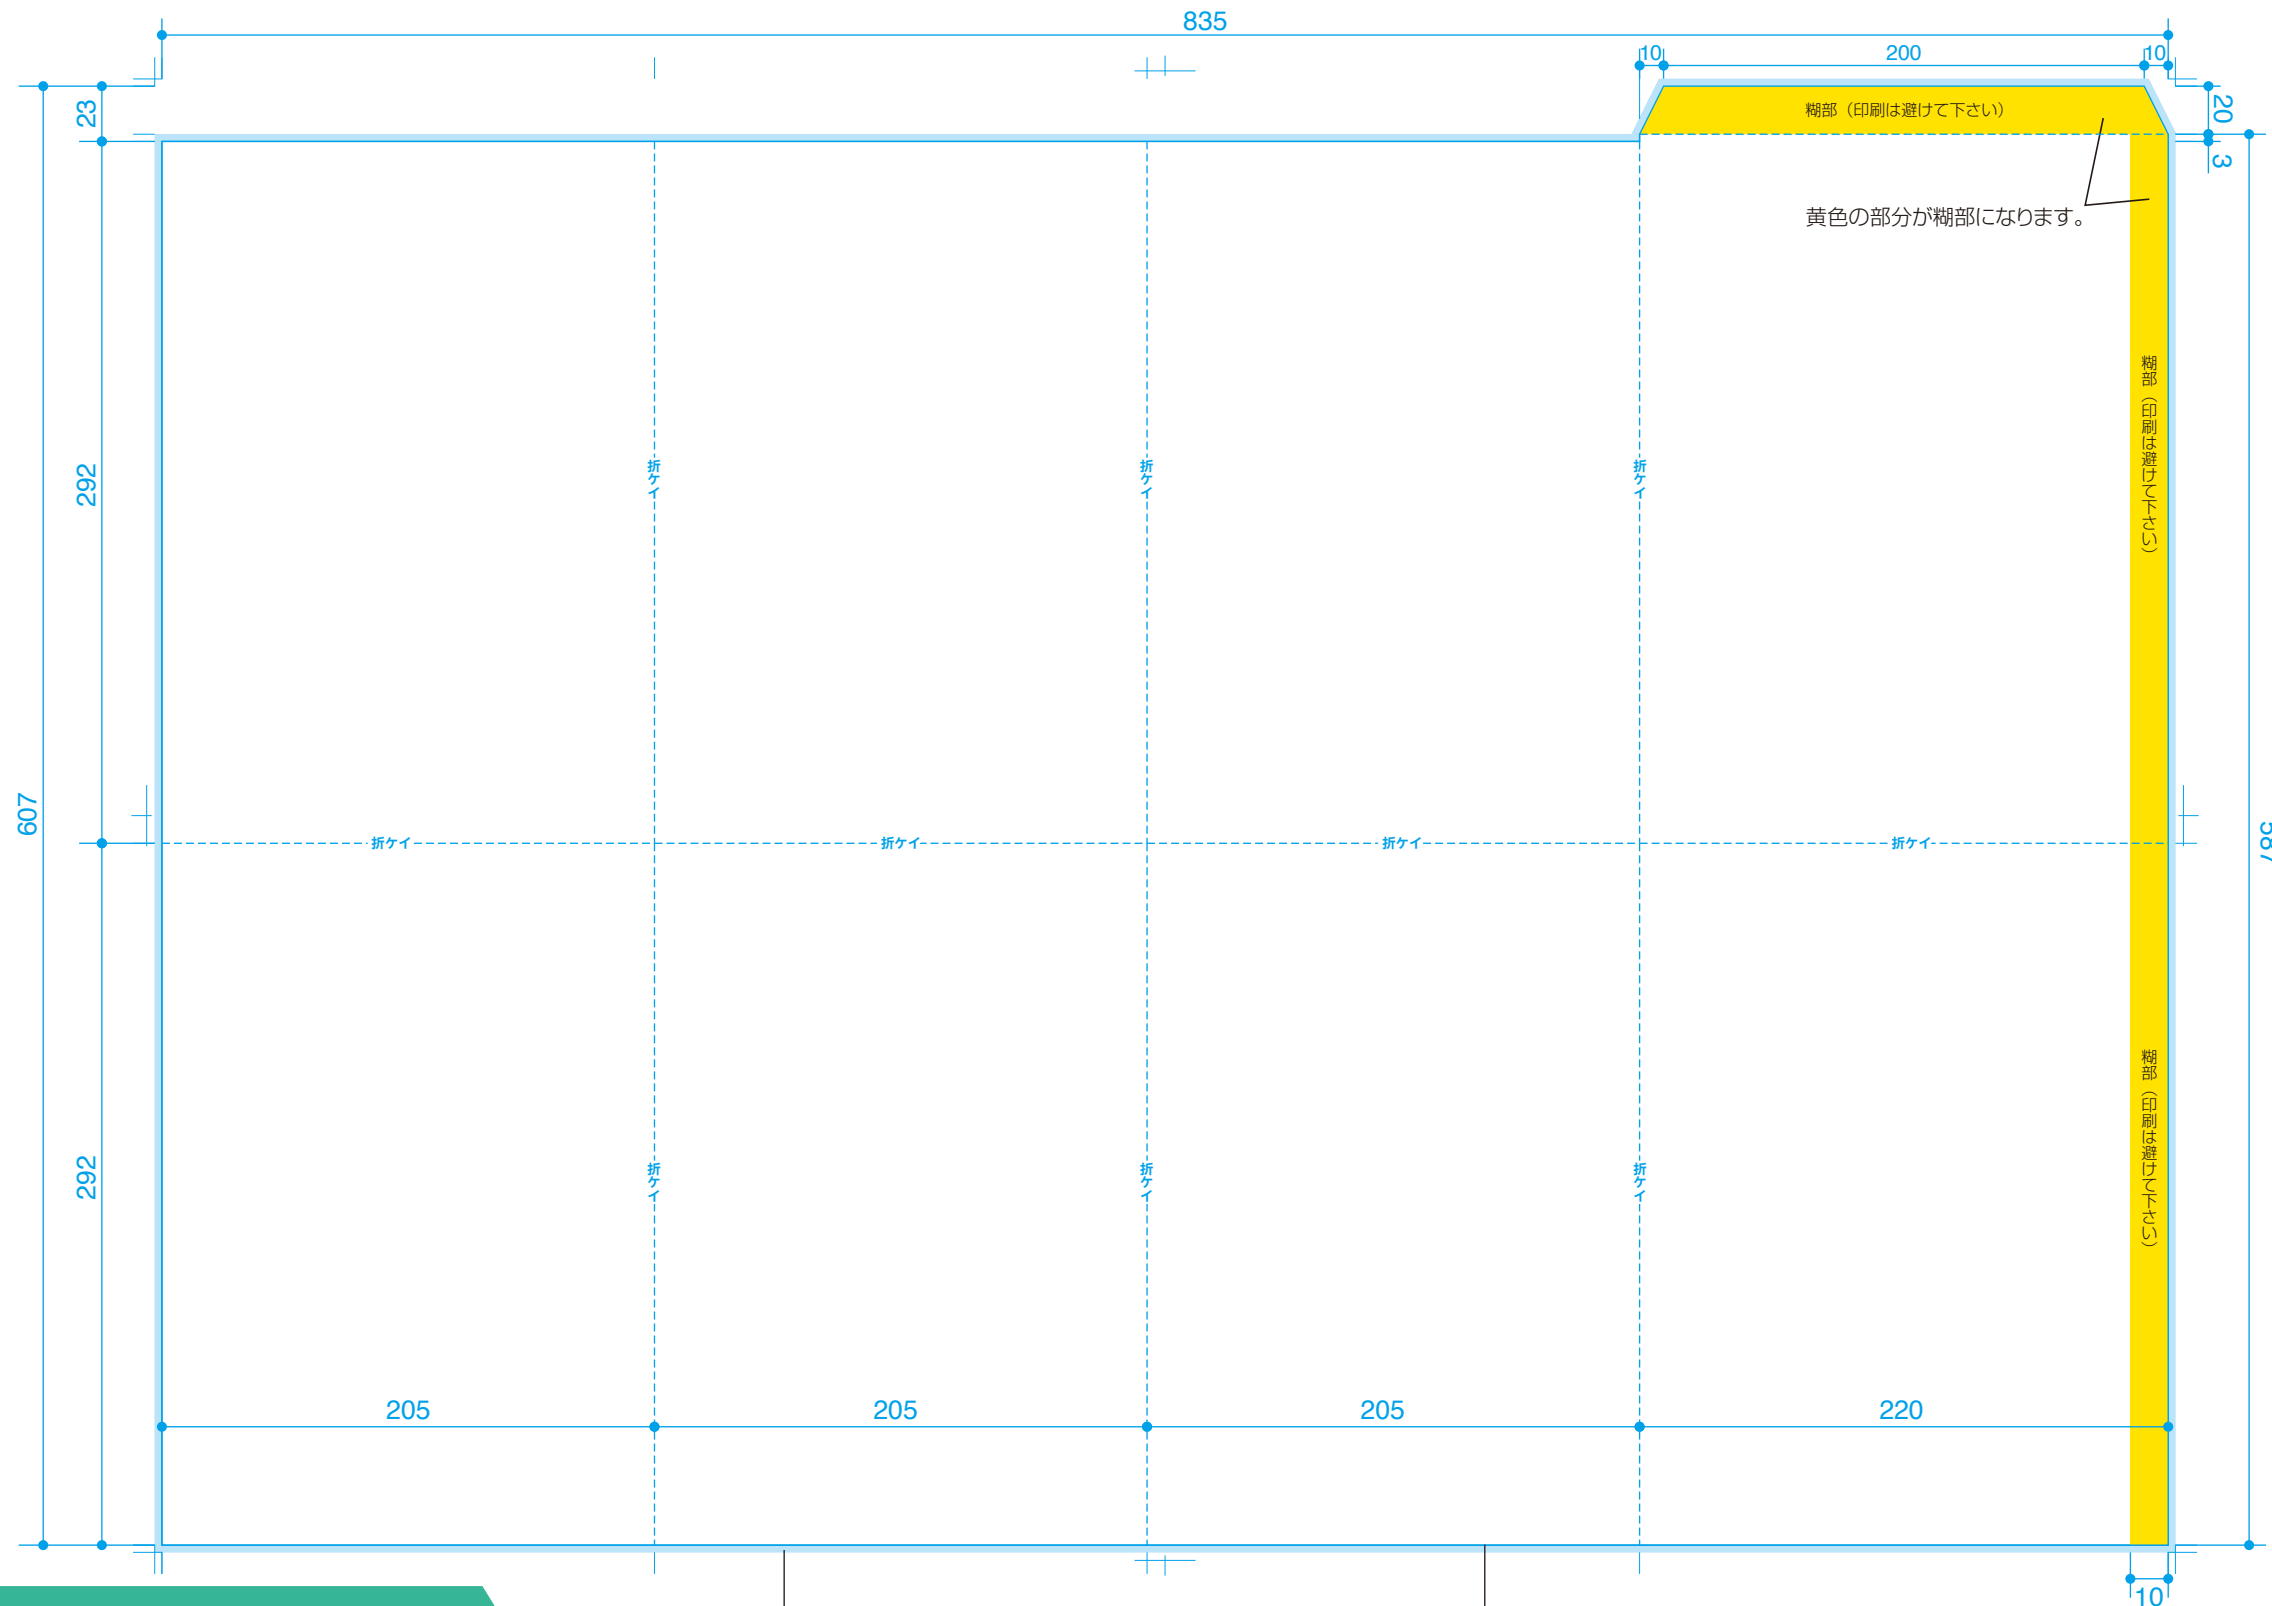 835
10
200
10
23
糊部（印刷は避けて下さい）
20
3
黄色の部分が糊部になります。
糊部（印刷は避けて下さい）
292
折ケイ
折ケイ
折ケイ
607
587
折ケイ
折ケイ
折ケイ
折ケイ
糊部（印刷は避けて下さい）
292
折ケイ
折ケイ
折ケイ
205
205
205
220
10